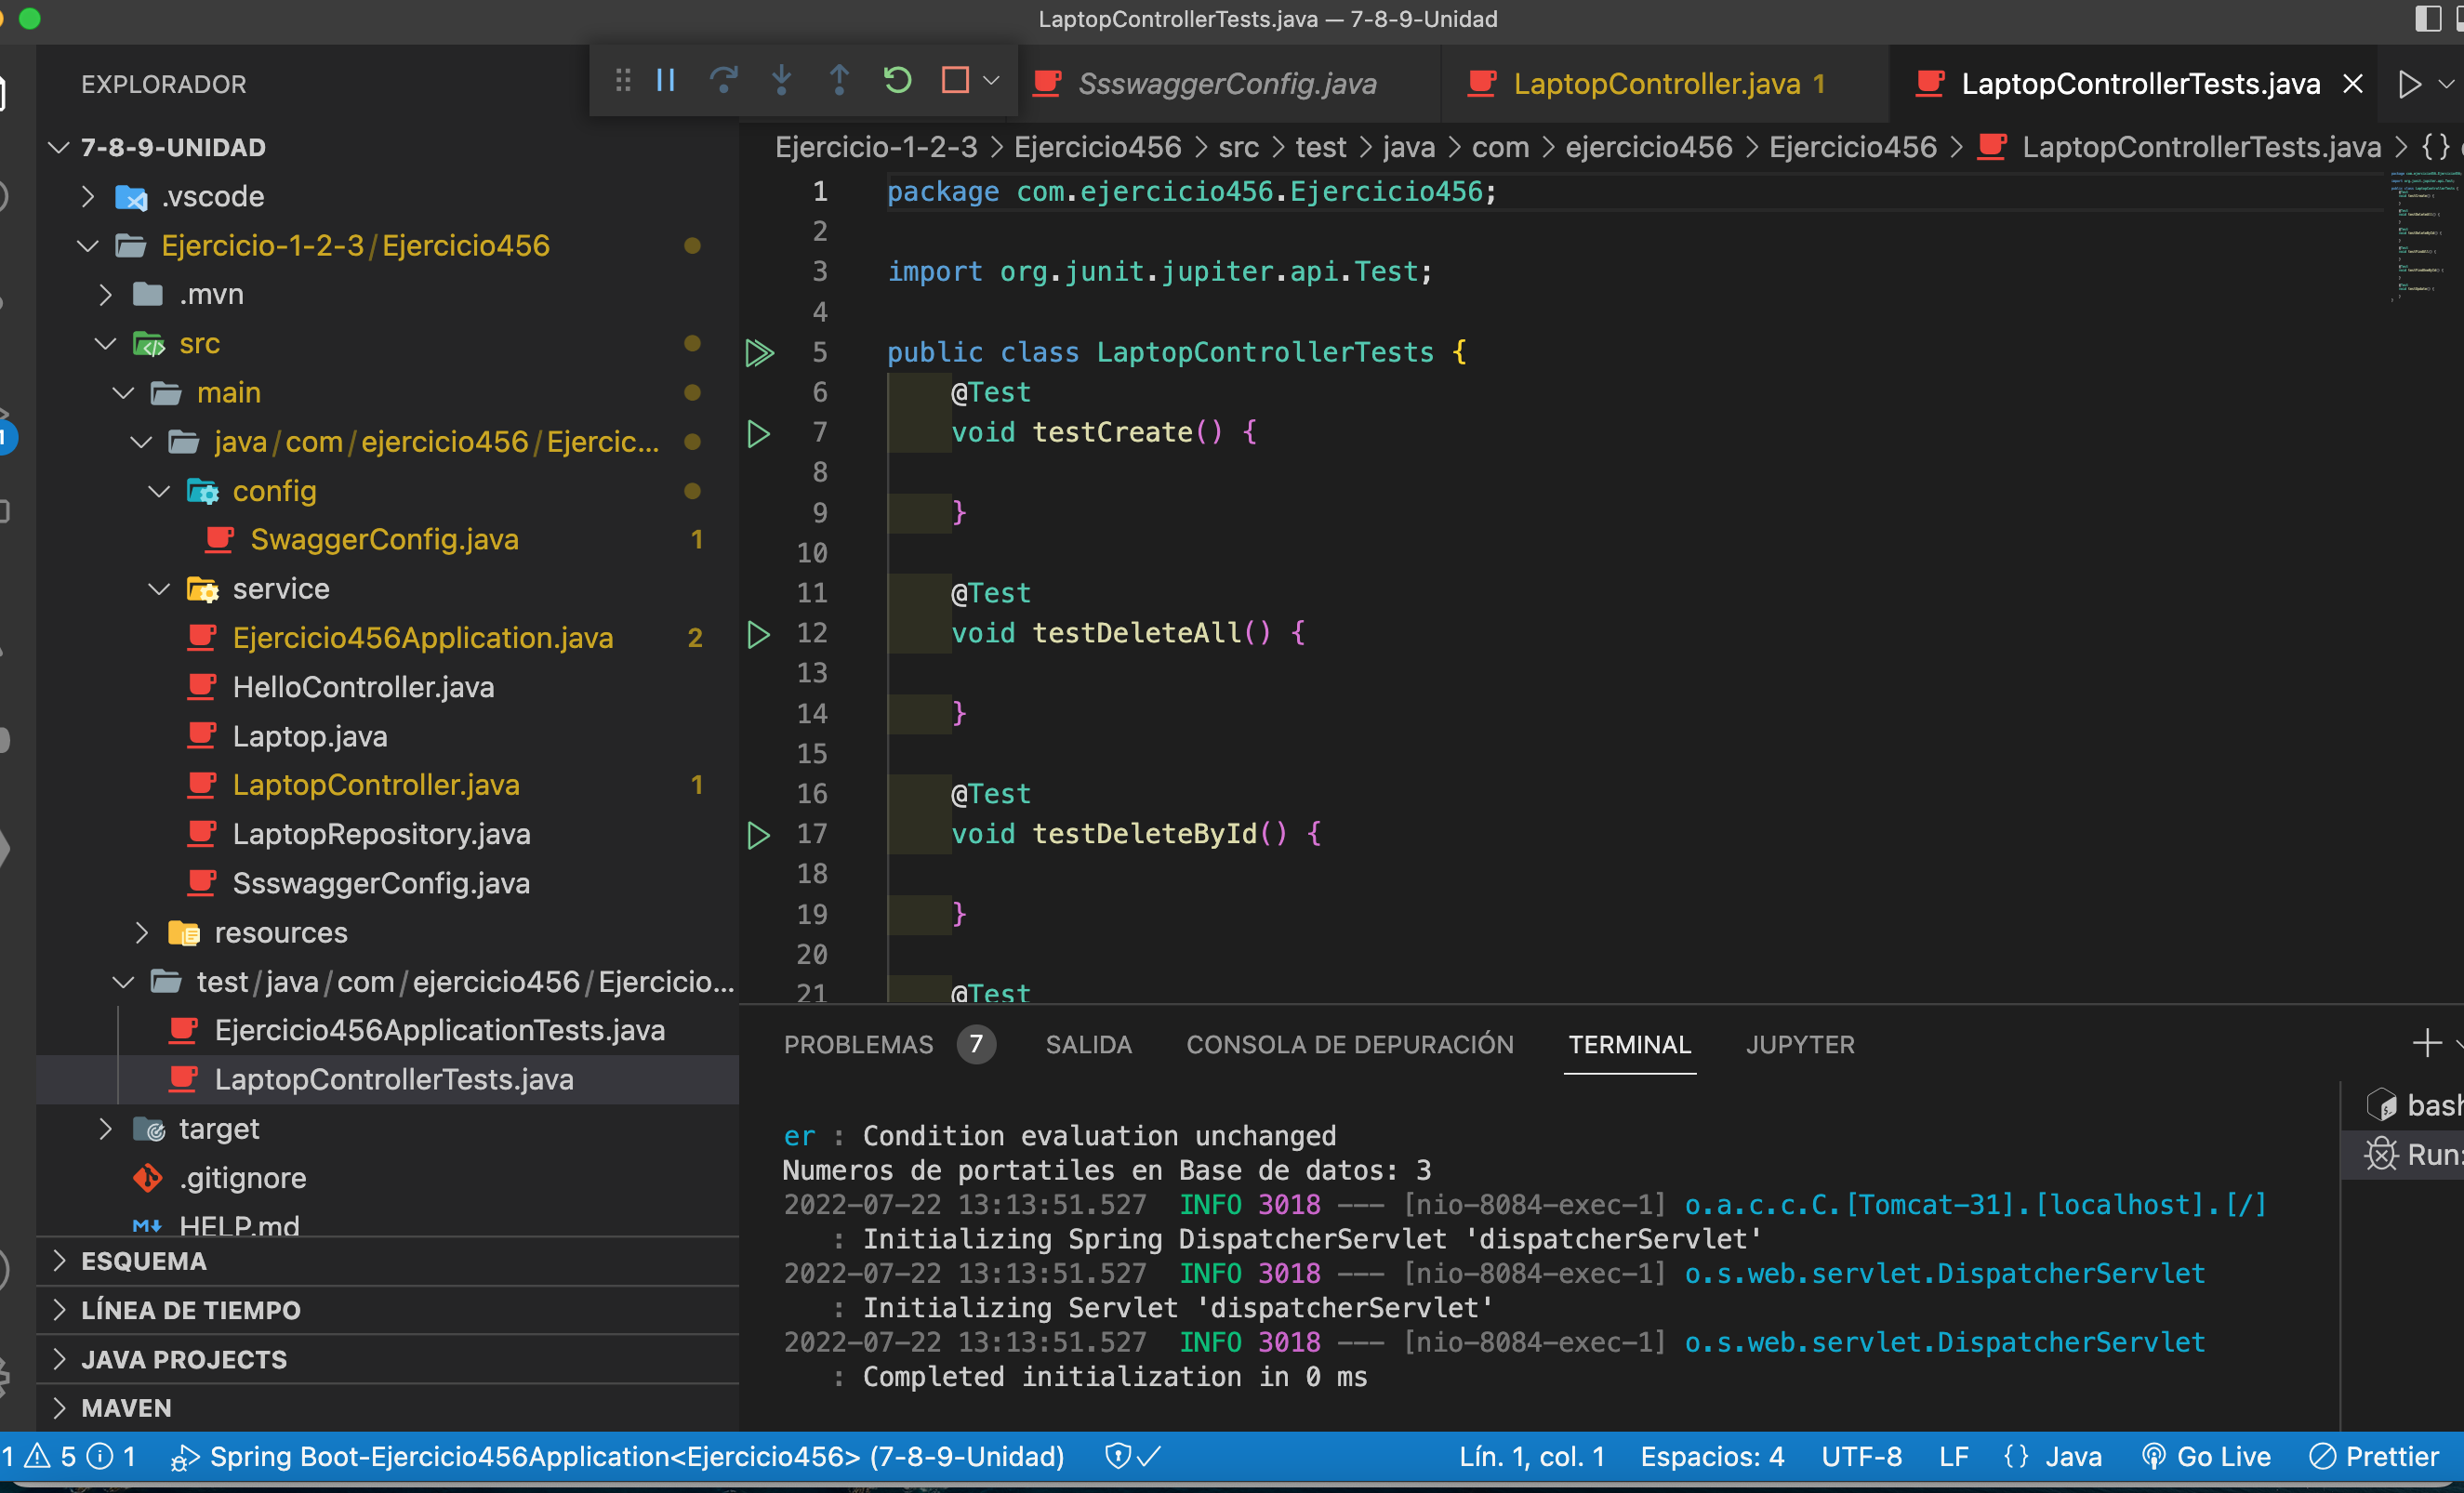 LaptopControllerTests.java — 7-8-9-Unidad
EXPLORADOR
7-8-9-UNIDAD
.vscode
Ejercicio-1-2-3/Ejercicio456
.mvn
src
main
java/com/ejercicio456/Ejercic...
config
SwaggerConfig.java 1
service
Ejercicio456Application.java 2
HelloController.java
Laptop.java
LaptopController.java 1
LaptopRepository.java
SsswaggerConfig.java
resources
test/java/com/ejercicio456/Ejercicio...
Ejercicio456ApplicationTests.java
LaptopControllerTests.java
target
.gitignore
HELP.md
ESQUEMA
LÍNEA DE TIEMPO
JAVA PROJECTS
MAVEN
SsswaggerConfig.java
LaptopController.java 1
LaptopControllerTests.java
Ejercicio-1-2-3 > Ejercicio456 > src > test > java > com > ejercicio456 > Ejercicio456 > LaptopControllerTests.java > {}
1 package com.ejercicio456.Ejercicio456;
2
3 import org.junit.jupiter.api.Test;
4
5 public class LaptopControllerTests {
6 @Test
7 void testCreate() {
8
9 }
10
11 @Test
12 void testDeleteAll() {
13
14 }
15
16 @Test
17 void testDeleteById() {
18
19 }
20
21 @Test
PROBLEMAS 7 SALIDA CONSOLA DE DEPURACIÓN TERMINAL JUPYTER
er : Condition evaluation unchanged
Numeros de portatiles en Base de datos: 3
2022-07-22 13:13:51.527 INFO 3018 --- [nio-8084-exec-1] o.a.c.c.C.[Tomcat-31].[localhost].[/]
: Initializing Spring DispatcherServlet 'dispatcherServlet'
2022-07-22 13:13:51.527 INFO 3018 --- [nio-8084-exec-1] o.s.web.servlet.DispatcherServlet
: Initializing Servlet 'dispatcherServlet'
2022-07-22 13:13:51.527 INFO 3018 --- [nio-8084-exec-1] o.s.web.servlet.DispatcherServlet
: Completed initialization in 0 ms
bash
Run:
1 5 1 Spring Boot-Ejercicio456Application<Ejercicio456> (7-8-9-Unidad) Lín. 1, col. 1 Espacios: 4 UTF-8 LF {} Java Go Live Prettier